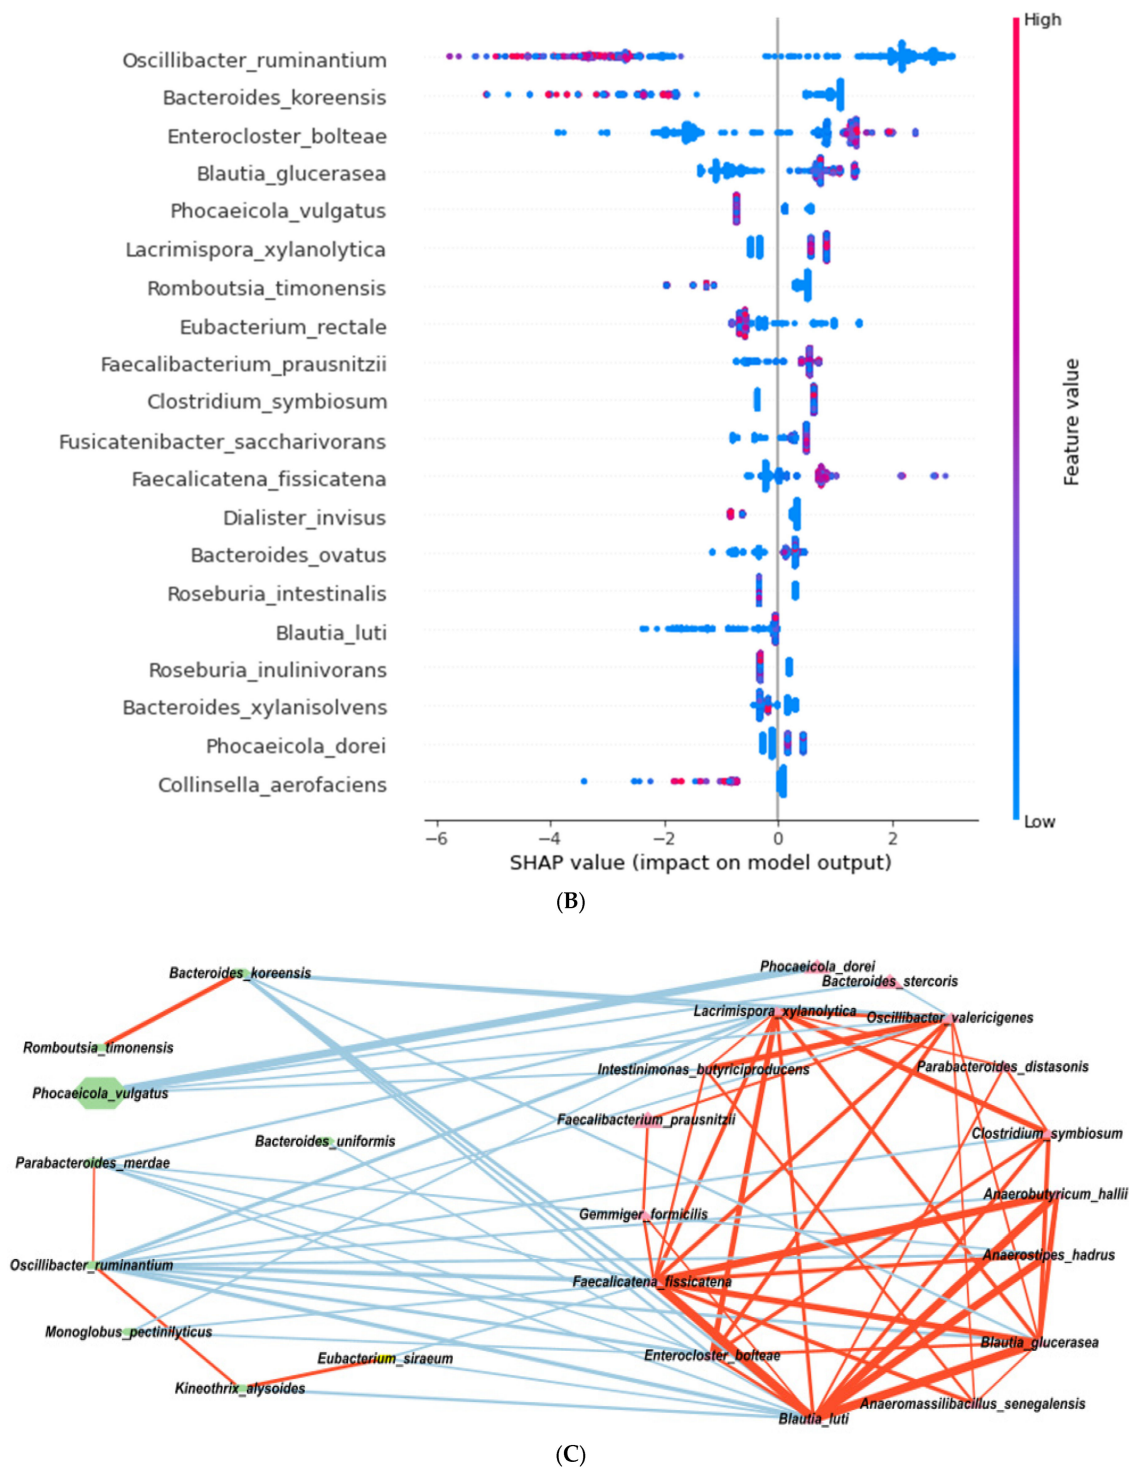 High
Oscillibacter_ruminantium
Bacteroides_koreensis
Enterocloster_bolteae
Blautia_glucerasea
Phocaeicola_vulgatus
Lacrimispora_xylanolytica
Romboutsia_timonensis
Eubacterium_rectale
Faecalibacterium_prausnitzii
Clostridium_symbiosum
Fusicatenibacter_saccharivorans
Faecalicatena_fissicatena
Dialister_invisus
Bacteroides_ovatus
Roseburia_intestinalis
Blautia_luti
Roseburia_inulinivorans
Bacteroides_xylanisolvens
Phocaeicola_dorei
Collinsella_aerofaciens
Feature value
Low
−6 −4 −2 0 2
SHAP value (impact on model output)
(B)
Bacteroides_koreensis
Phocaeicola_dorei
Bacteroides_stercoris
Lacrimispora_xylanolytica
Oscillibacter_valericigenes
Romboutsia_timonensis
Intestinimonas_butyriciproducens
Parabacteroides_distasonis
Phocaeicola_vulgatus
Faecalibacterium_prausnitzii
Bacteroides_uniformis
Clostridium_symbiosum
Parabacteroides_merdae
Anaerobutyricum_hallii
Gemmiger_formicilis
Anaerostipes_hadrus
Oscillibacter_ruminantium
Faecalicatena_fissicatena
Monoglobus_pectinilyticus
Blautia_glucerasea
Eubacterium_siraeum
Enterocloster_bolteae
Kineothrix_alysoides
Anaeromassilibacillus_senegalensis
Blautia_luti
(C)